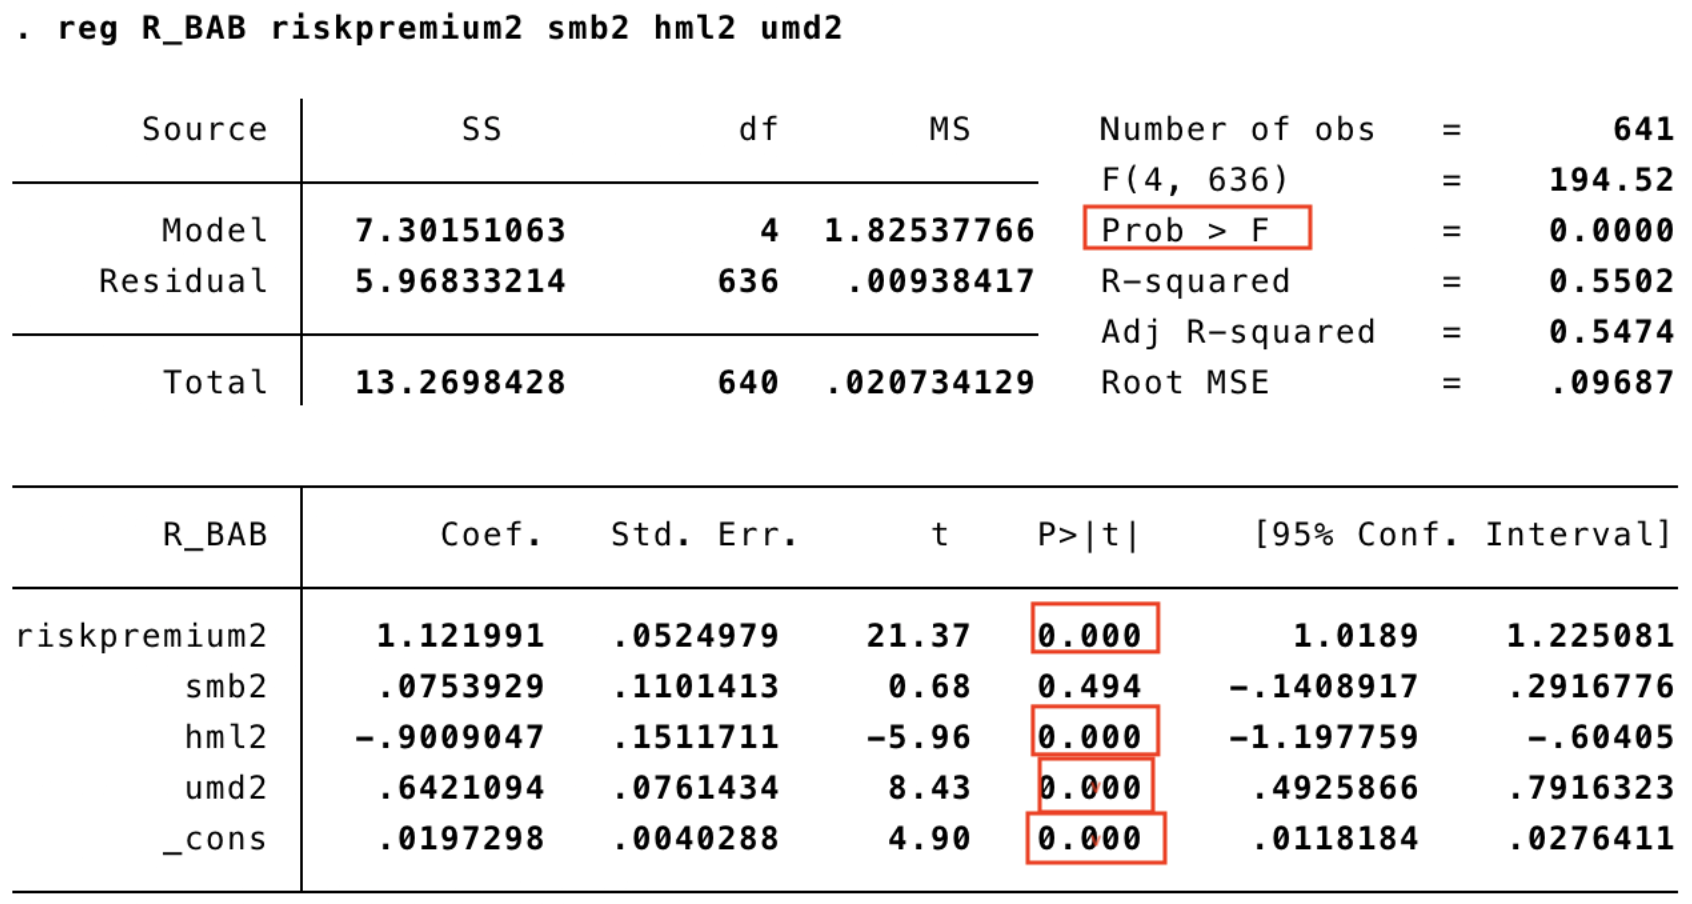 . reg R_BAB riskpremium2 smb2 hml2 umd2
Source SS df MS Number of obs = 641
F(4, 636) = 194.52
Model 7.30151063 4 1.82537766 Prob > F = 0.0000
Residual 5.96833214 636 .00938417 R-squared = 0.5502
Adj R-squared = 0.5474
Total 13.2698428 640 .020734129 Root MSE = .09687
R_BAB Coef. Std. Err. t P>|t| [95% Conf. Interval]
riskpremium2 1.121991 .0524979 21.37 0.000 1.0189 1.225081
smb2 .0753929 .1101413 0.68 0.494 -.1408917 .2916776
hml2 -.9009047 .1511711 -5.96 0.000 -1.197759 -.60405
umd2 .6421094 .0761434 8.43 0.000 .4925866 .7916323
_cons .0197298 .0040288 4.90 0.000 .0118184 .0276411